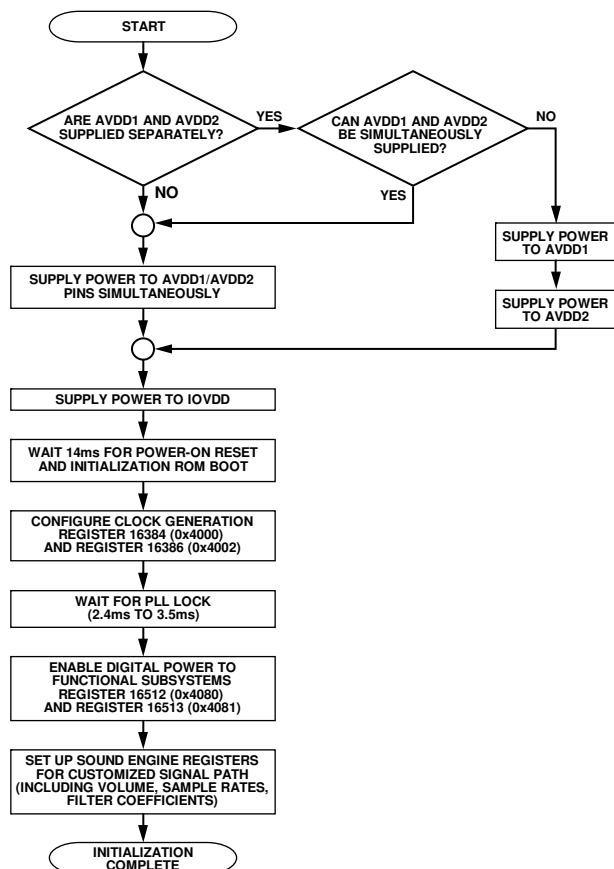 START
ARE AVDD1 AND AVDD2
SUPPLIED SEPARATELY?
YES
CAN AVDD1 AND AVDD2
BE SIMULTANEOUSLY
SUPPLIED?
NO
NO
YES
SUPPLY POWER
TO AVDD1
SUPPLY POWER TO AVDD1/AVDD2
PINS SIMULTANEOUSLY
SUPPLY POWER
TO AVDD2
SUPPLY POWER TO IOVDD
WAIT 14ms FOR POWER-ON RESET
AND INITIALIZATION ROM BOOT
CONFIGURE CLOCK GENERATION
REGISTER 16384 (0x4000)
AND REGISTER 16386 (0x4002)
WAIT FOR PLL LOCK
(2.4ms TO 3.5ms)
ENABLE DIGITAL POWER TO
FUNCTIONAL SUBSYSTEMS
REGISTER 16512 (0x4080)
AND REGISTER 16513 (0x4081)
SET UP SOUND ENGINE REGISTERS
FOR CUSTOMIZED SIGNAL PATH
(INCLUDING VOLUME, SAMPLE RATES,
FILTER COEFFICIENTS)
INITIALIZATION
COMPLETE